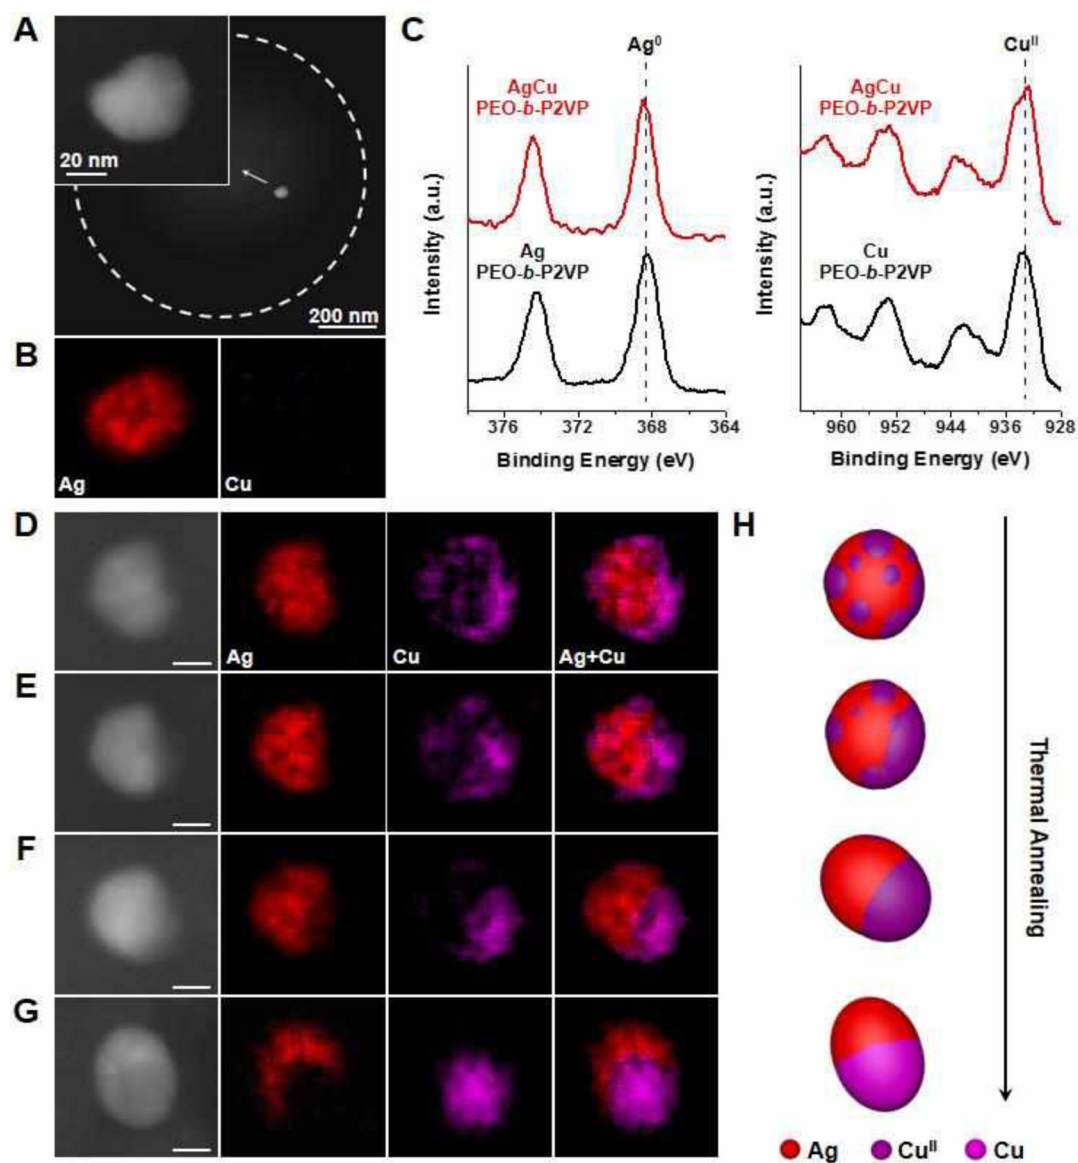 A
20 nm
200 nm
B
Ag
Cu
C
Ag⁰
AgCu
PEO-b-P2VP
Ag
PEO-b-P2VP
Intensity (a.u.)
376 372 368 364
Binding Energy (eV)
Cuᴵᴵ
AgCu
PEO-b-P2VP
Cu
PEO-b-P2VP
Intensity (a.u.)
960 952 944 936 928
Binding Energy (eV)
D
Ag
Cu
Ag+Cu
E
F
G
H
Thermal Annealing
Ag
Cuᴵᴵ
Cu